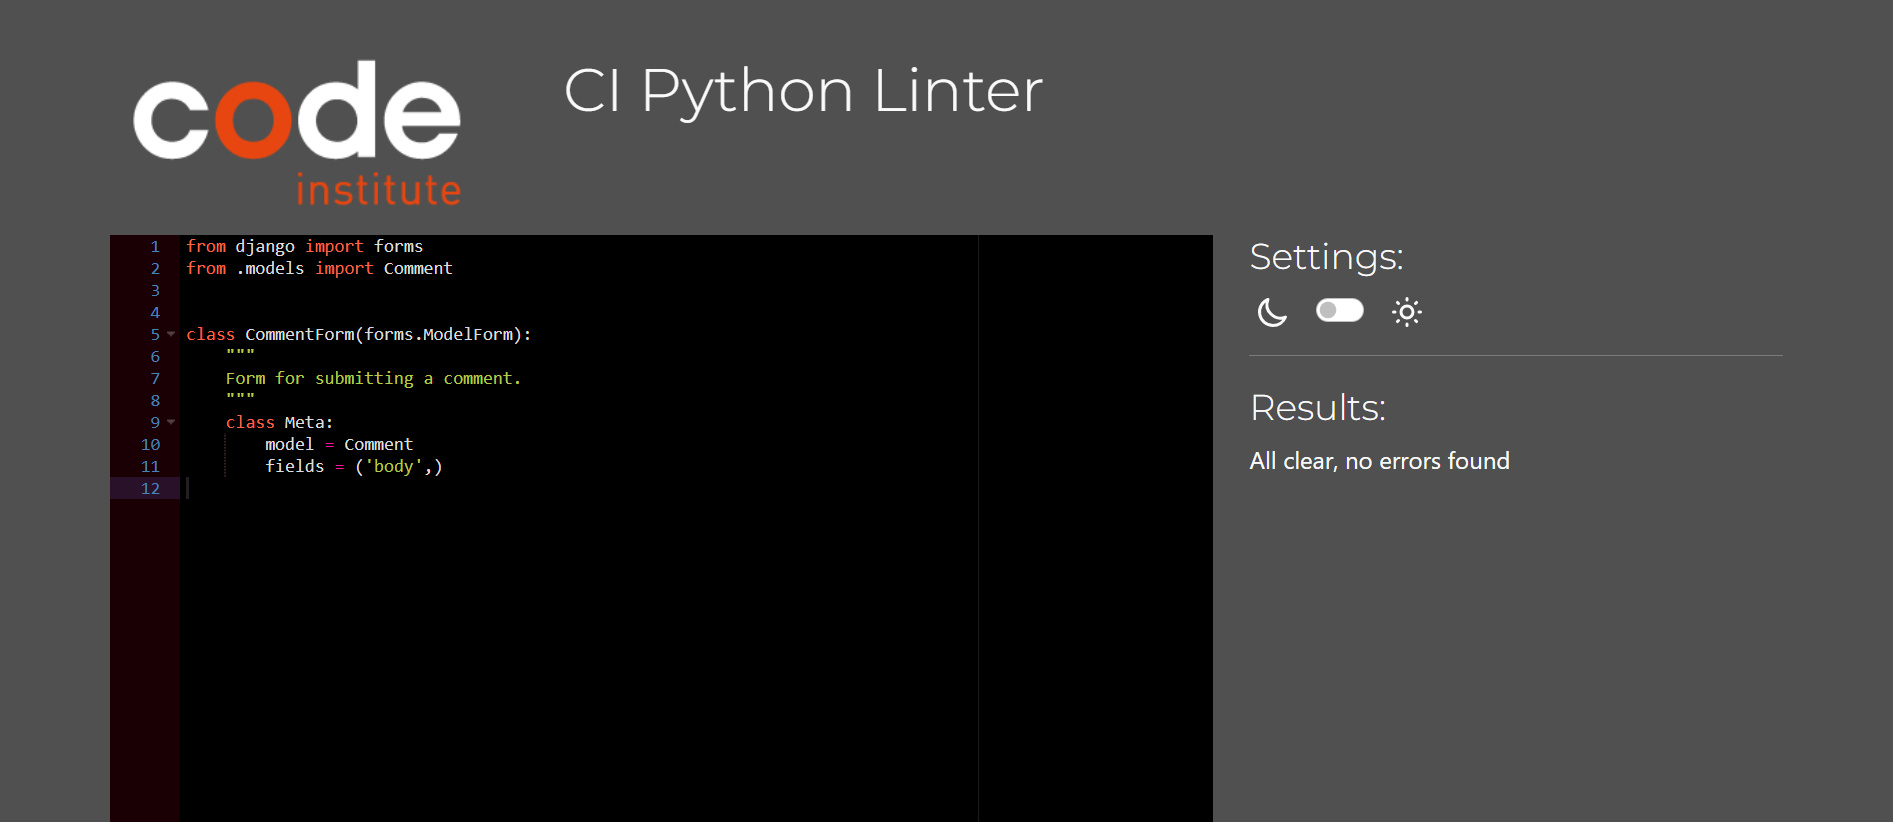 code
institute
CI Python Linter
1 from django import forms
2 from .models import Comment
3
4
5 class CommentForm(forms.ModelForm):
6     """
7     Form for submitting a comment.
8     """
9     class Meta:
10         model = Comment
11         fields = ('body',)
12
Settings:
Results:
All clear, no errors found